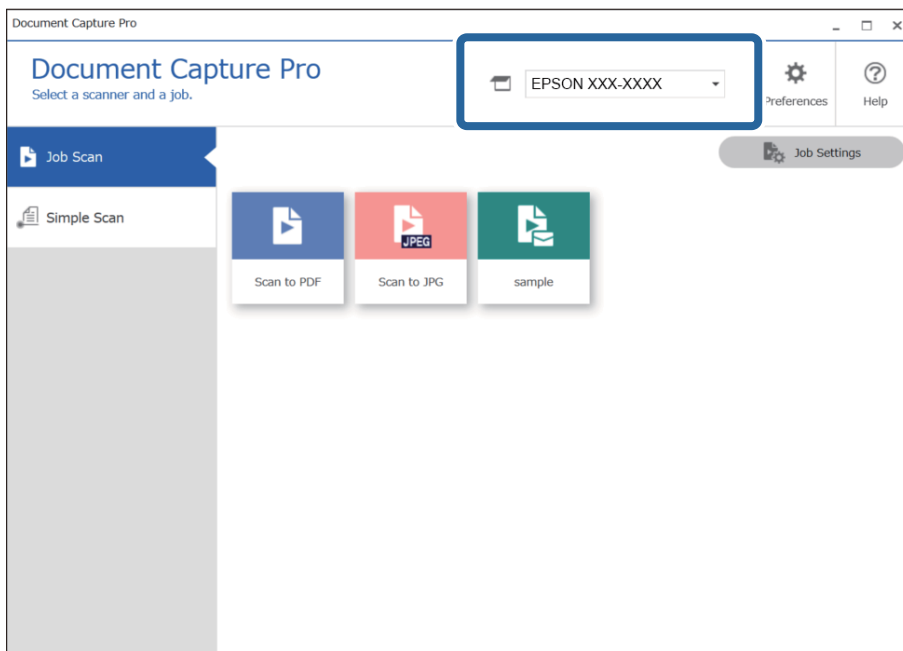 Document Capture Pro
Document Capture Pro
Select a scanner and a job.
EPSON XXX-XXXX
Preferences
Help
Job Scan
Job Settings
Simple Scan
JPEG
Scan to PDF
Scan to JPG
sample